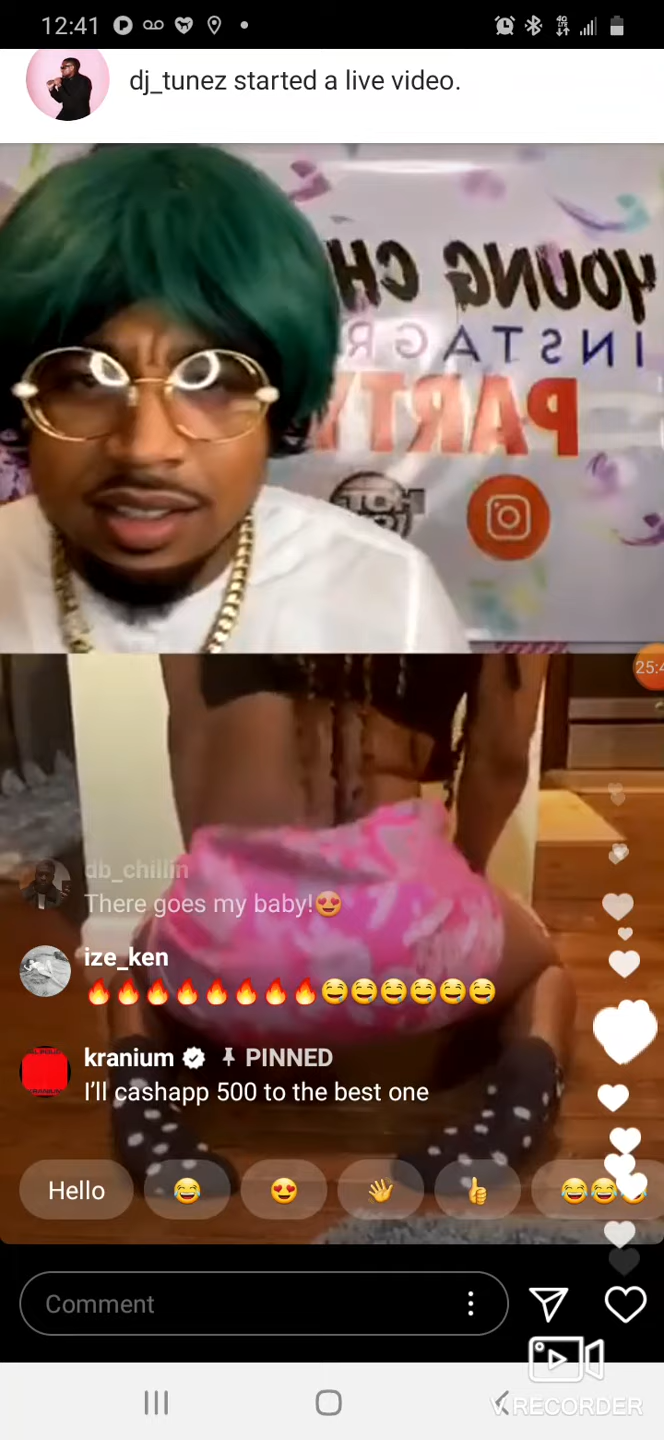 12:41
dj_tunez started a live video.
YOUNG CH
INSTAGR
PARTY
HOT
25:4
db_chillin
There goes my baby!😍
ize_ken
🔥🔥🔥🔥🔥🔥🔥🔥😂😂😂😂😂😂
kranium PINNED
I'll cashapp 500 to the best one
Hello 😂 😍 👋 👍 😂😂
Comment
V.RECORDER